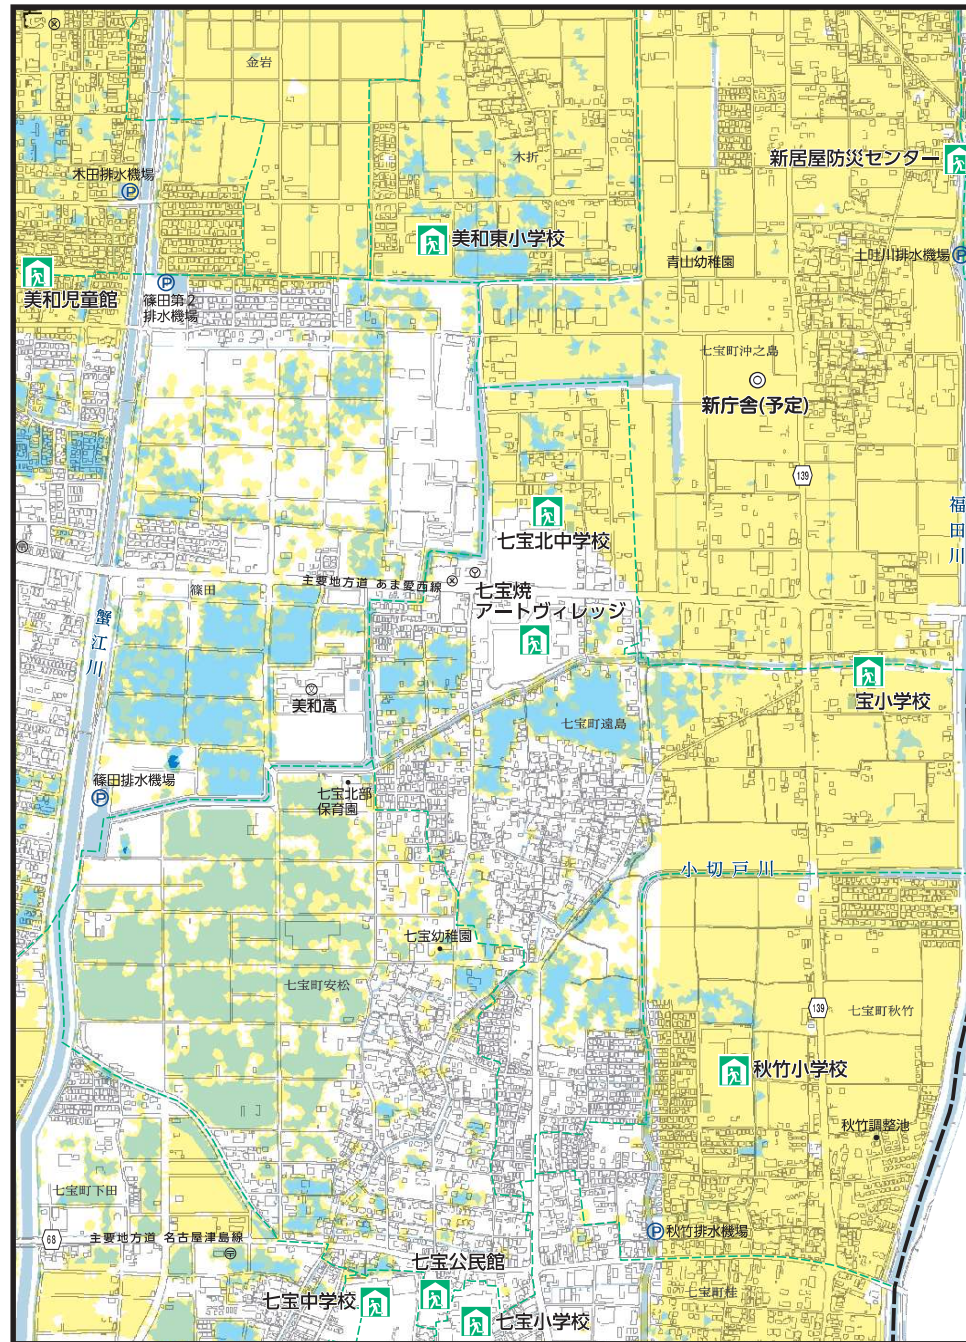 金岩
木折
新居屋防災センター
木田排水機場
P
美和東小学校
青山幼稚園
土吐川排水機場
P
美和児童館
P
篠田第2
排水機場
七宝町沖之島
新庁舎(予定)
139
福田川
七宝北中学校
主要地方道 あま愛西線
七宝焼
アートヴィレッジ
篠田
蟹江川
美和高
宝小学校
七宝町遠島
篠田排水機場
P
七宝北部
保育園
小切戸川
七宝幼稚園
七宝町安松
139
七宝町秋竹
秋竹小学校
秋竹調整池
七宝町下田
68
主要地方道 名古屋津島線
P
秋竹排水機場
七宝公民館
七宝町桂
七宝中学校
七宝小学校